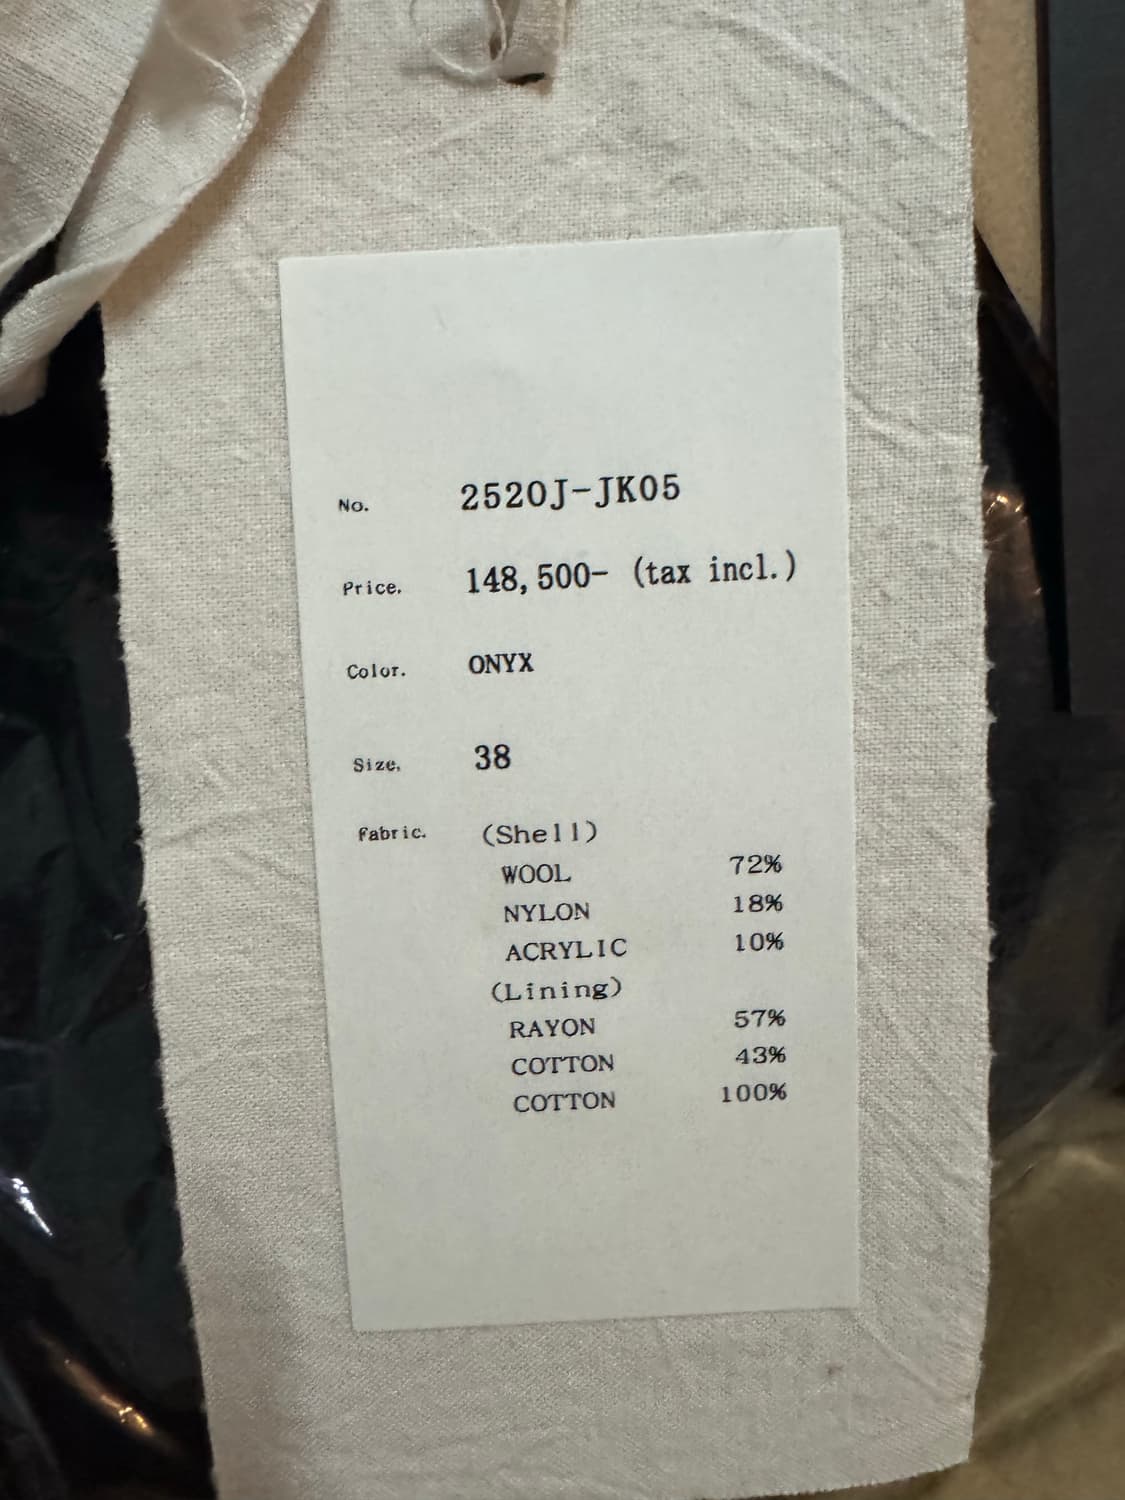 No. 2520J-JK05
Price. 148,500- (tax incl.)
Color. ONYX
Size. 38
Fabric. (Shell)
WOOL 72%
NYLON 18%
ACRYLIC 10%
(Lining)
RAYON 57%
COTTON 43%
COTTON 100%